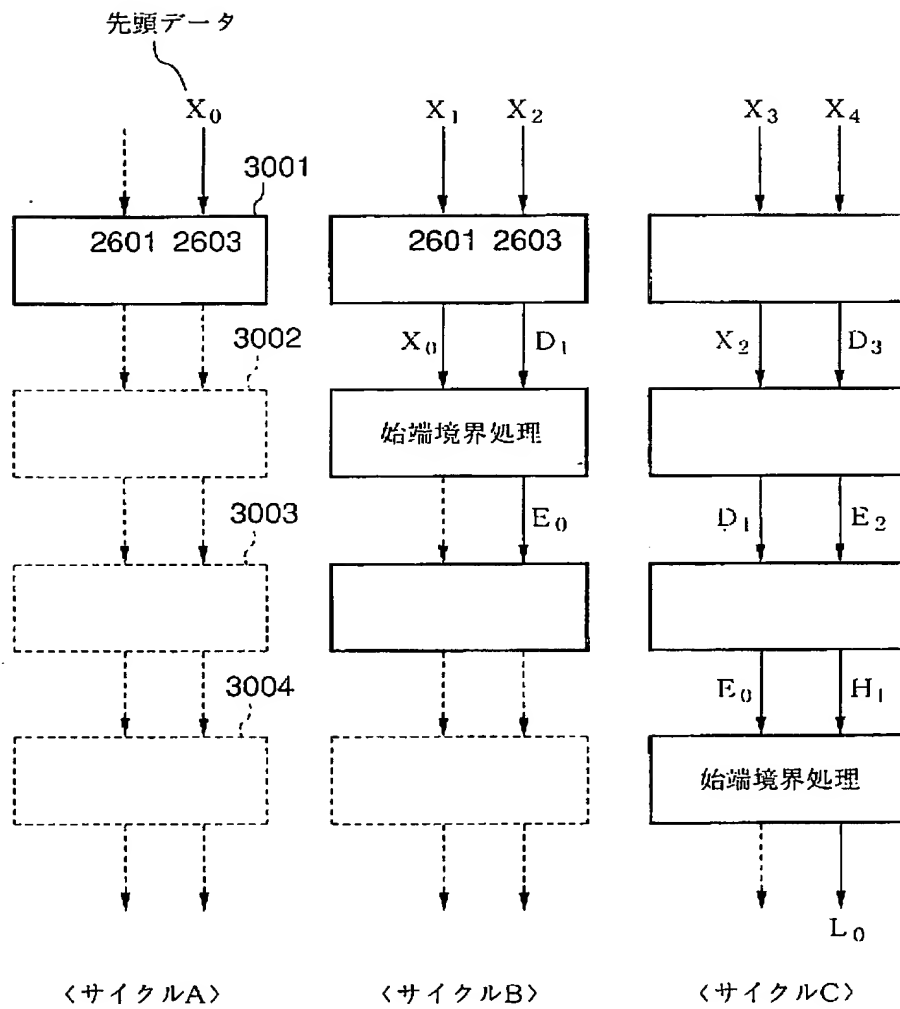 先頭データ
X₀ X₁ X₂ X₃ X₄
3001
2601 2603 2601 2603
3002 X₀ D₁ X₂ D₃
始端境界処理
3003 E₀ D₁ E₂
3004 E₀ H₁
始端境界処理
L₀
〈サイクルA〉 〈サイクルB〉 〈サイクルC〉